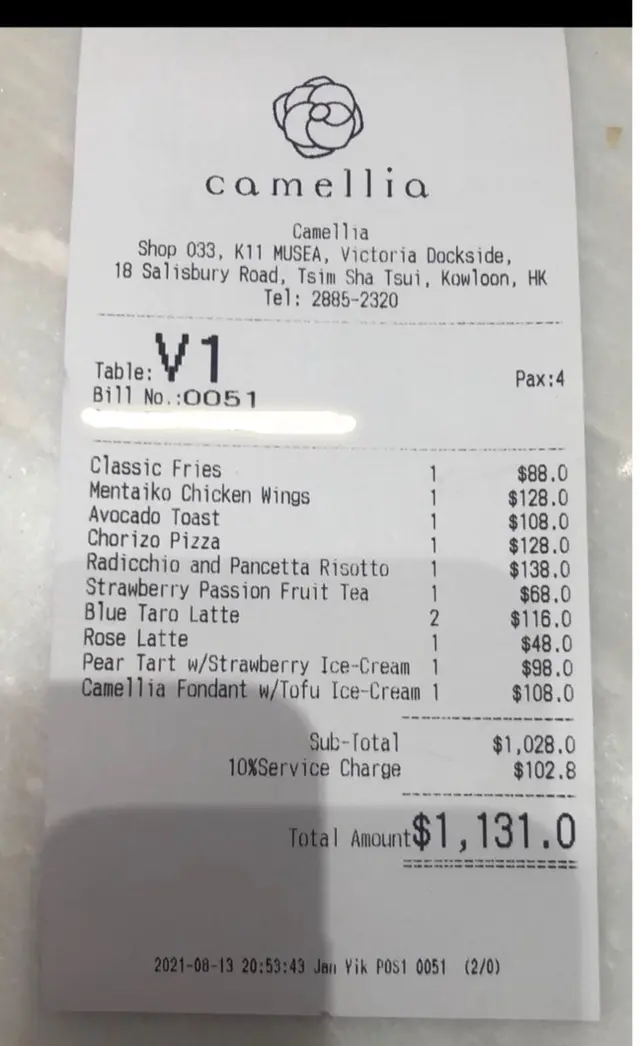 camellia
Camellia
Shop 033, K11 MUSEA, Victoria Dockside,
18 Salisbury Road, Tsim Sha Tsui, Kowloon, HK
Tel: 2885-2320
Table: V1 Pax:4
Bill No.:0051
Classic Fries 1 $88.0
Mentaiko Chicken Wings 1 $128.0
Avocado Toast 1 $108.0
Chorizo Pizza 1 $128.0
Radicchio and Pancetta Risotto 1 $138.0
Strawberry Passion Fruit Tea 1 $68.0
Blue Taro Latte 2 $116.0
Rose Latte 1 $48.0
Pear Tart w/Strawberry Ice-Cream 1 $98.0
Camellia Fondant w/Tofu Ice-Cream 1 $108.0
Sub-Total $1,028.0
10%Service Charge $102.8
Total Amount $1,131.0
2021-08-13 20:53:43 Jan Yik POS1 0051 (2/0)